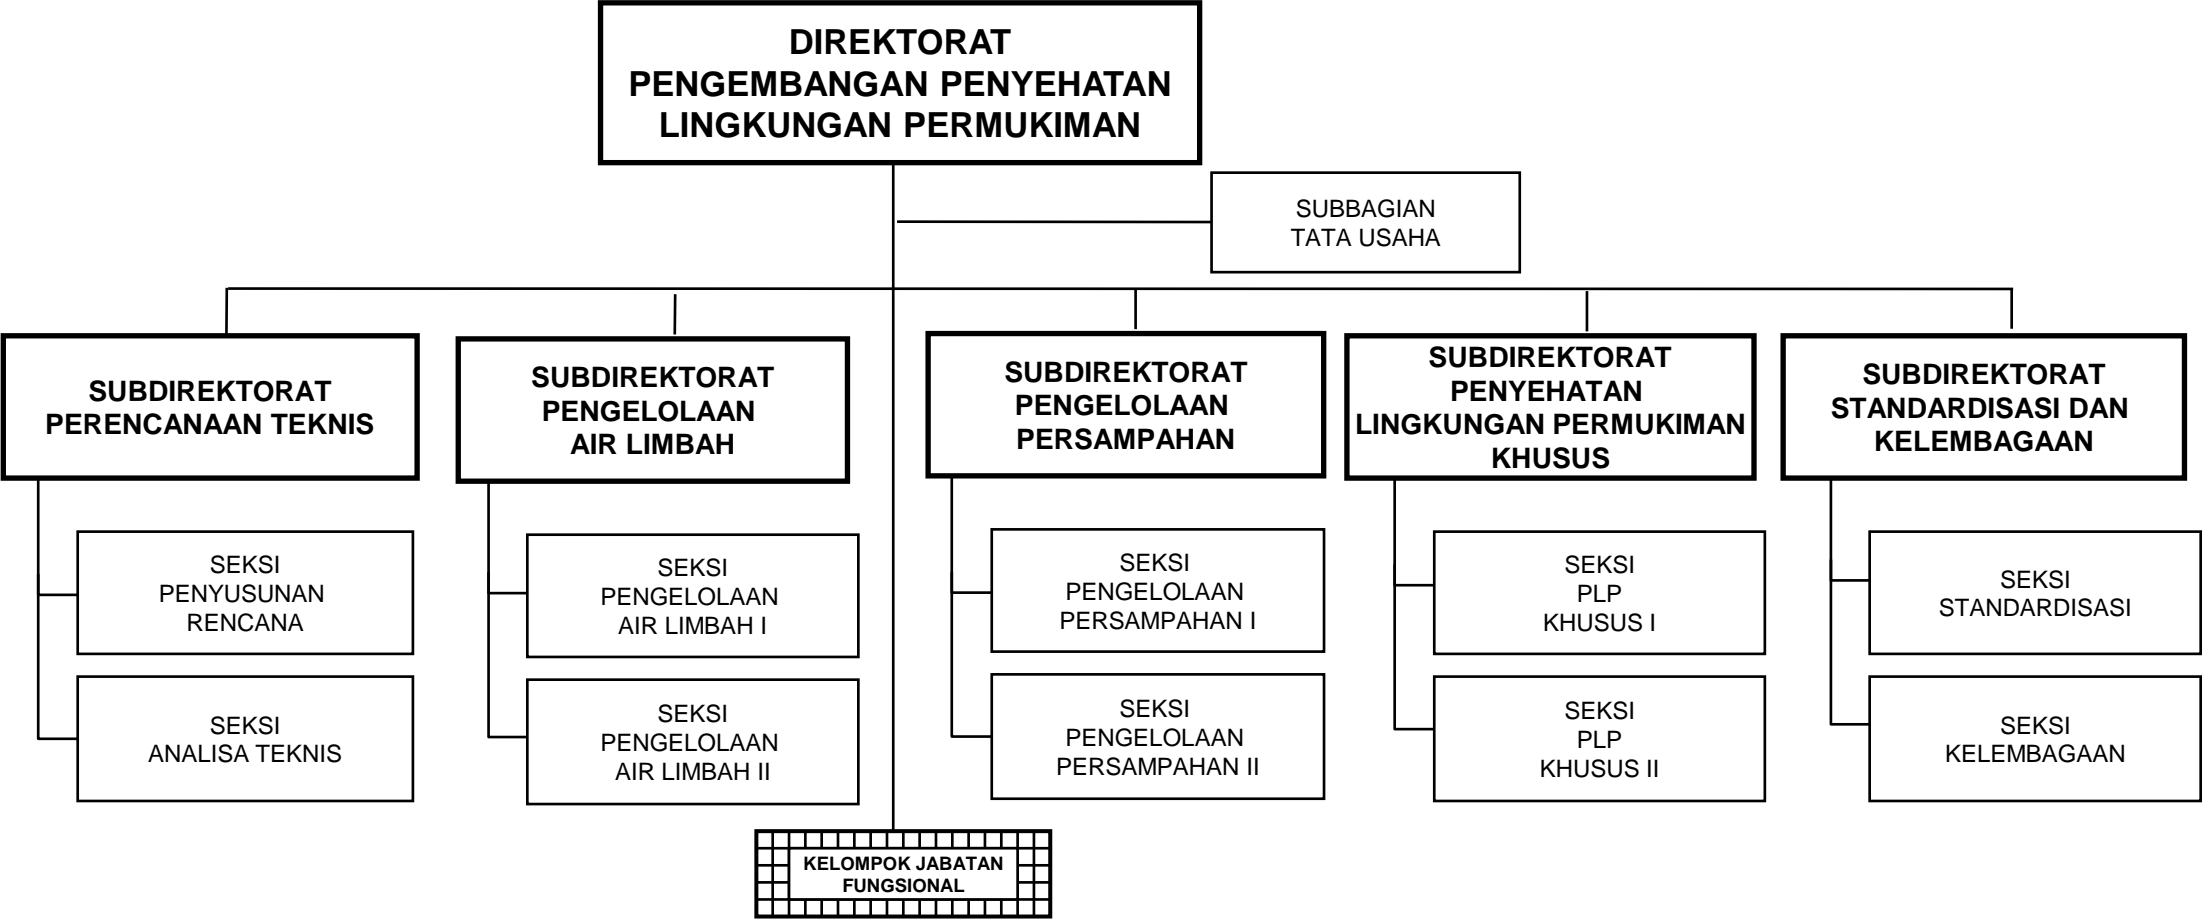 DIREKTORAT
PENGEMBANGAN PENYEHATAN
LINGKUNGAN PERMUKIMAN
SUBBAGIAN
TATA USAHA
SUBDIREKTORAT
PERENCANAAN TEKNIS
SUBDIREKTORAT
PENGELOLAAN
AIR LIMBAH
SUBDIREKTORAT
PENGELOLAAN
PERSAMPAHAN
SUBDIREKTORAT
PENYEHATAN
LINGKUNGAN PERMUKIMAN
KHUSUS
SUBDIREKTORAT
STANDARDISASI DAN
KELEMBAGAAN
SEKSI
PENYUSUNAN
RENCANA
SEKSI
PENGELOLAAN
AIR LIMBAH I
SEKSI
PENGELOLAAN
PERSAMPAHAN I
SEKSI
PLP
KHUSUS I
SEKSI
STANDARDISASI
SEKSI
ANALISA TEKNIS
SEKSI
PENGELOLAAN
AIR LIMBAH II
SEKSI
PENGELOLAAN
PERSAMPAHAN II
SEKSI
PLP
KHUSUS II
SEKSI
KELEMBAGAAN
KELOMPOK JABATAN
FUNGSIONAL